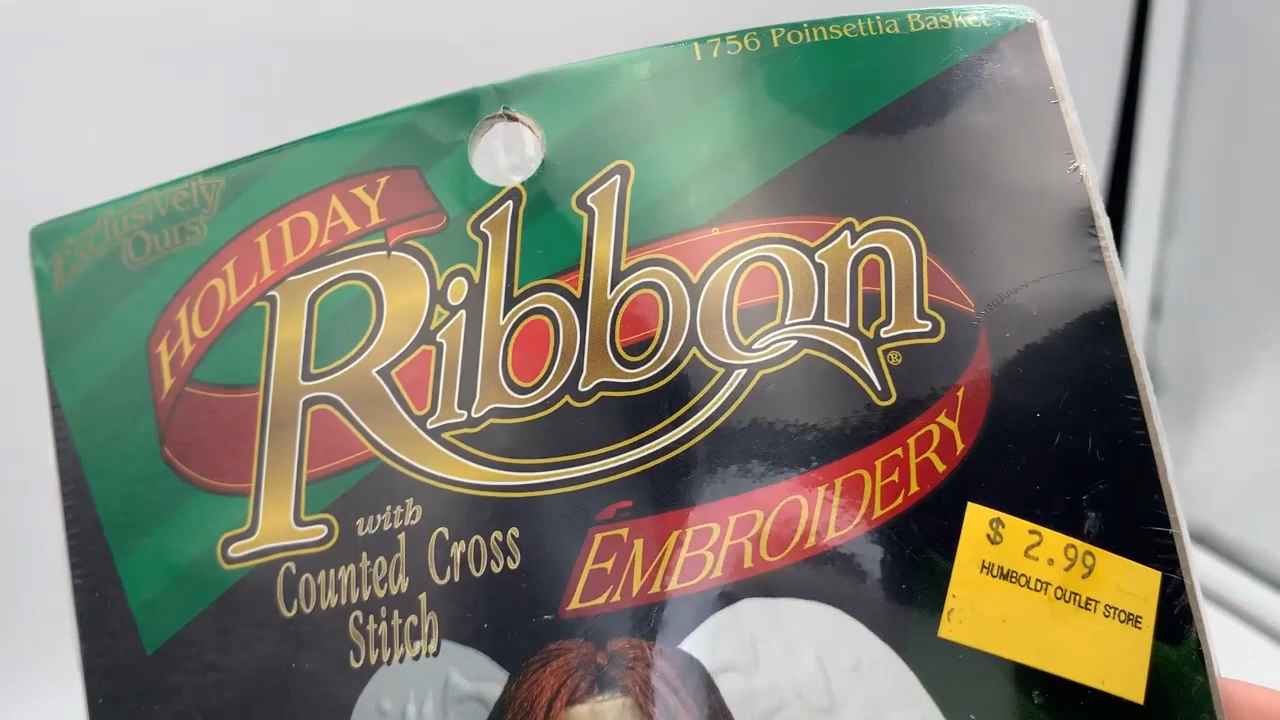 1756 Poinsettia Basket
Exclusively
Ours
HOLIDAY
Ribbon®
EMBROIDERY
with
Counted Cross
Stitch
$ 2.99
HUMBOLDT OUTLET STORE